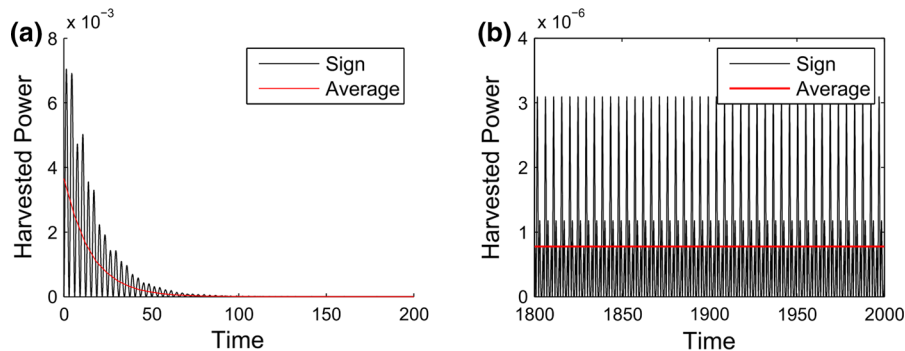 (a)
× 10⁻³
8
6
4
2
0
Harvested Power
0 50 100 150 200
Time
Sign
Average
(b)
× 10⁻⁶
4
3
2
1
0
Harvested Power
1800 1850 1900 1950 2000
Time
Sign
Average